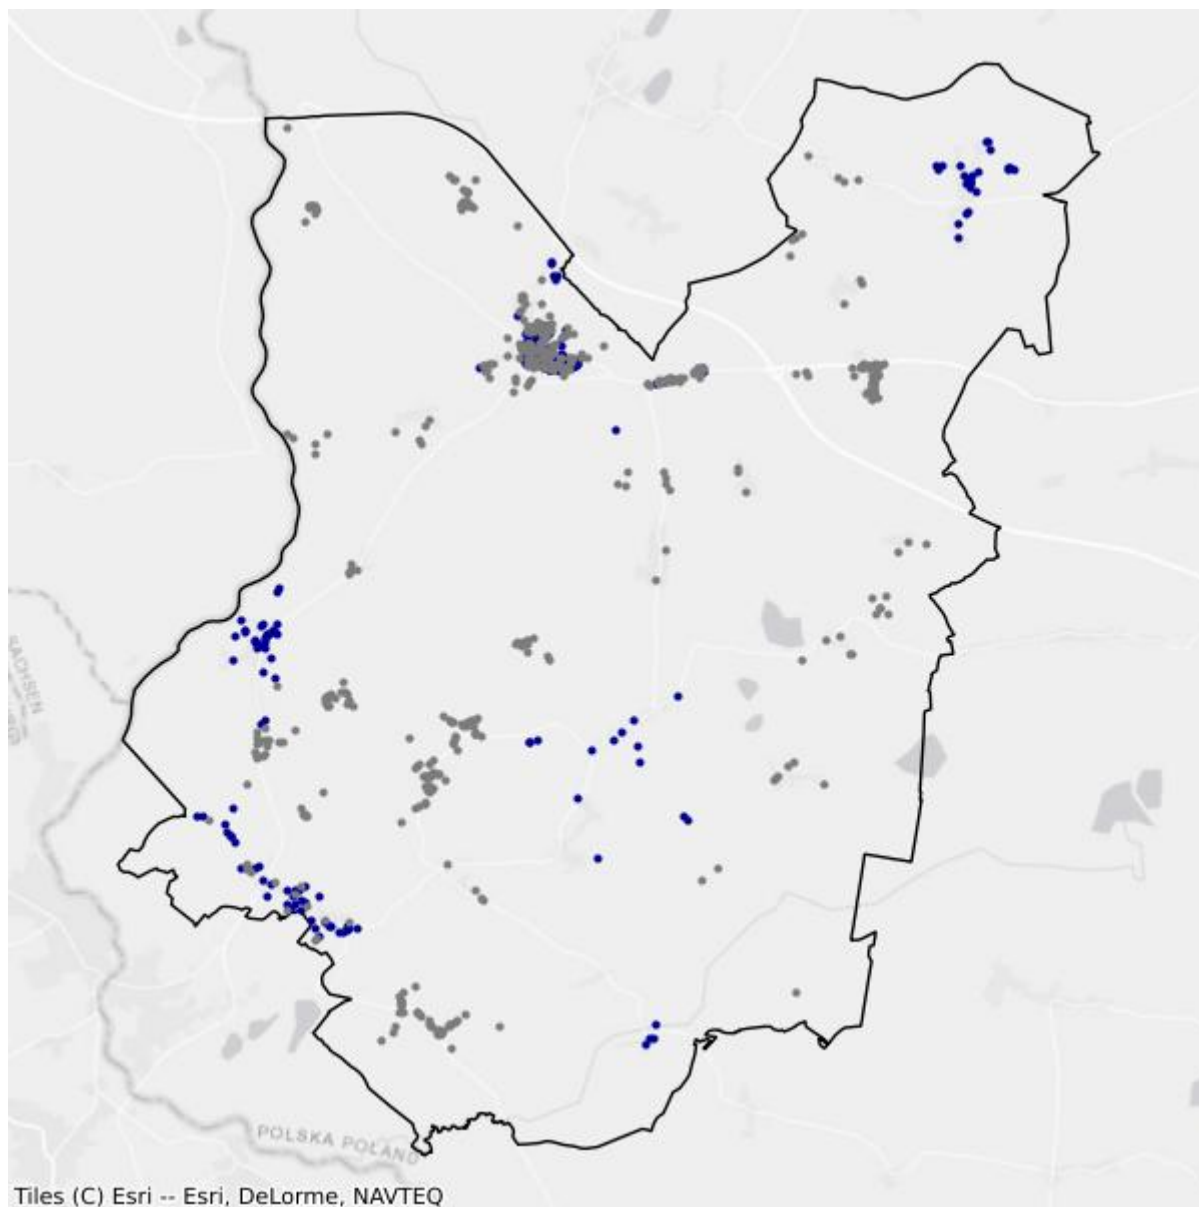 SACHSEN
POLSKA POLAND
Tiles (C) Esri -- Esri, DeLorme, NAVTEQ